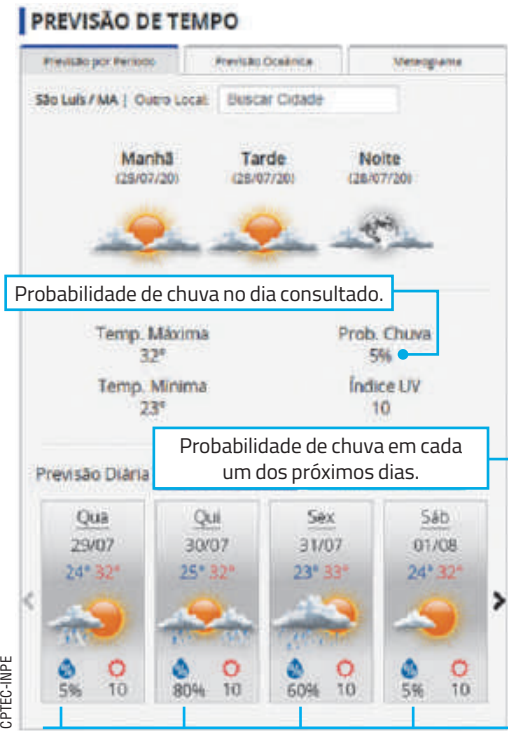 PREVISÃO DE TEMPO
Previsão por Período Previsão Oceânica Meteograma
São Luís / MA | Outro Local: Buscar Cidade
Manhã Tarde Noite
(28/07/20) (28/07/20) (28/07/20)
Probabilidade de chuva no dia consultado.
Temp. Máxima Prob. Chuva
32° 5%
Temp. Mínima Índice UV
23° 10
Probabilidade de chuva em cada
um dos próximos dias.
Previsão Diária
Qua Qui Sex Sáb
29/07 30/07 31/07 01/08
24° 32° 25° 32° 23° 33° 24° 32°
5% 10 80% 10 60% 10 5% 10
CPTEC-INPE